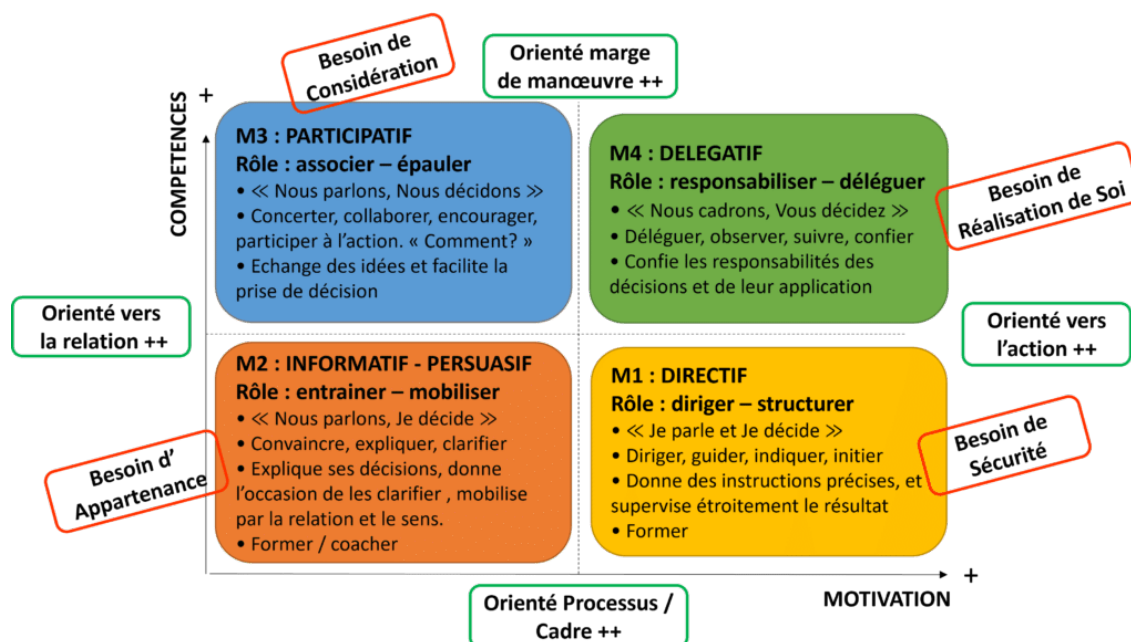 Besoin de
Considération
Orienté marge
de manœuvre ++
+
COMPETENCES
M3 : PARTICIPATIF
Rôle : associer – épauler
• ≪ Nous parlons, Nous décidons ≫
• Concerter, collaborer, encourager,
participer à l’action. « Comment? »
• Echange des idées et facilite la
prise de décision
M4 : DELEGATIF
Rôle : responsabiliser – déléguer
• ≪ Nous cadrons, Vous décidez ≫
• Déléguer, observer, suivre, confier
• Confie les responsabilités des
décisions et de leur application
Besoin de
Réalisation de Soi
Orienté vers
la relation ++
Orienté vers
l’action ++
M2 : INFORMATIF - PERSUASIF
Rôle : entrainer – mobiliser
• ≪ Nous parlons, Je décide ≫
• Convaincre, expliquer, clarifier
• Explique ses décisions, donne
l’occasion de les clarifier , mobilise
par la relation et le sens.
• Former / coacher
M1 : DIRECTIF
Rôle : diriger – structurer
• ≪ Je parle et Je décide ≫
• Diriger, guider, indiquer, initier
• Donne des instructions précises, et
supervise étroitement le résultat
• Former
Besoin d’
Appartenance
Besoin de
Sécurité
Orienté Processus /
Cadre ++
MOTIVATION
+